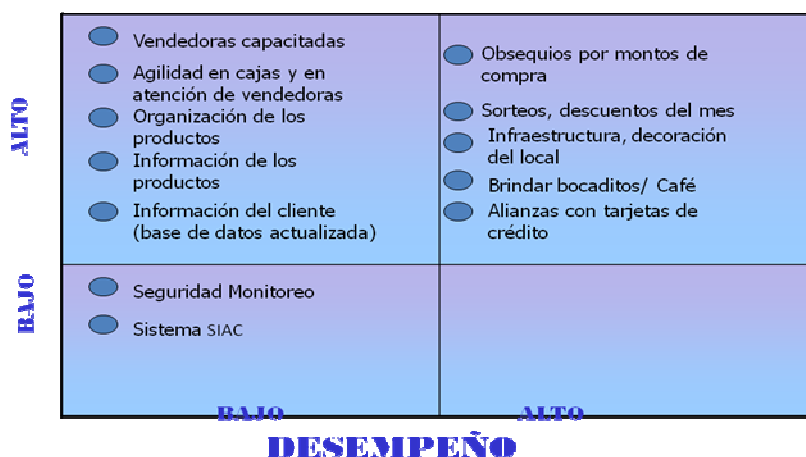 ALTO
Vendedoras capacitadas
Agilidad en cajas y en
atención de vendedoras
Organización de los
productos
Información de los
productos
Información del cliente
(base de datos actualizada)
Obsequios por montos de
compra
Sorteos, descuentos del mes
Infraestructura, decoración
del local
Brindar bocaditos/ Café
Alianzas con tarjetas de
crédito
BAJO
Seguridad Monitoreo
Sistema SIAC
BAJO
ALTO
DESEMPEÑO